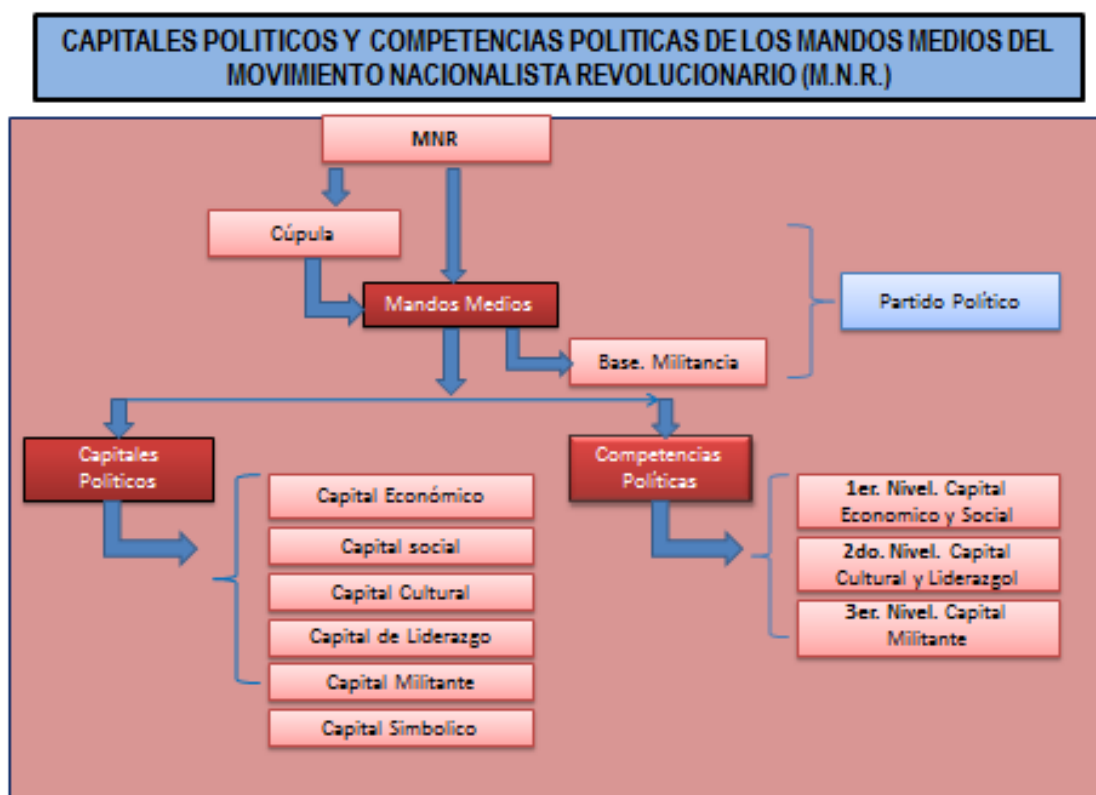 CAPITALES POLITICOS Y COMPETENCIAS POLITICAS DE LOS MANDOS MEDIOS DEL
MOVIMIENTO NACIONALISTA REVOLUCIONARIO (M.N.R.)
MNR
Cúpula
Mandos Medios
Partido Político
Base. Militancia
Capitales
Políticos
Capital Económico
Capital social
Capital Cultural
Capital de Liderazgo
Capital Militante
Capital Simbolico
Competencias
Políticas
1er. Nivel. Capital
Economico y Social
2do. Nivel. Capital
Cultural y Liderazgol
3er. Nivel. Capital
Militante